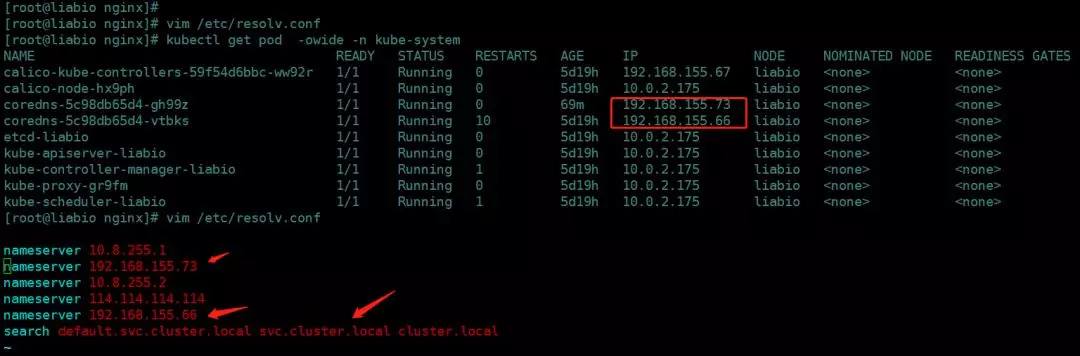 [root@liabio nginx]#
[root@liabio nginx]# vim /etc/resolv.conf
[root@liabio nginx]# kubectl get pod -owide -n kube-system
NAME READY STATUS RESTARTS AGE IP NODE NOMINATED NODE READINESS GATES
calico-kube-controllers-59f54d6bbc-ww92r 1/1 Running 0 5d19h 192.168.155.67 liabio <none> <none>
calico-node-hx9ph 1/1 Running 0 5d19h 10.0.2.175 liabio <none> <none>
coredns-5c98db65d4-gh99z 1/1 Running 0 69m 192.168.155.73 liabio <none> <none>
coredns-5c98db65d4-vtbks 1/1 Running 10 5d19h 192.168.155.66 liabio <none> <none>
etcd-liabio 1/1 Running 0 5d19h 10.0.2.175 liabio <none> <none>
kube-apiserver-liabio 1/1 Running 0 5d19h 10.0.2.175 liabio <none> <none>
kube-controller-manager-liabio 1/1 Running 1 5d19h 10.0.2.175 liabio <none> <none>
kube-proxy-gr9fm 1/1 Running 0 5d19h 10.0.2.175 liabio <none> <none>
kube-scheduler-liabio 1/1 Running 1 5d19h 10.0.2.175 liabio <none> <none>
[root@liabio nginx]# vim /etc/resolv.conf
nameserver 10.8.255.1
nameserver 192.168.155.73
nameserver 10.8.255.2
nameserver 114.114.114.114
nameserver 192.168.155.66
search default.svc.cluster.local svc.cluster.local cluster.local
~